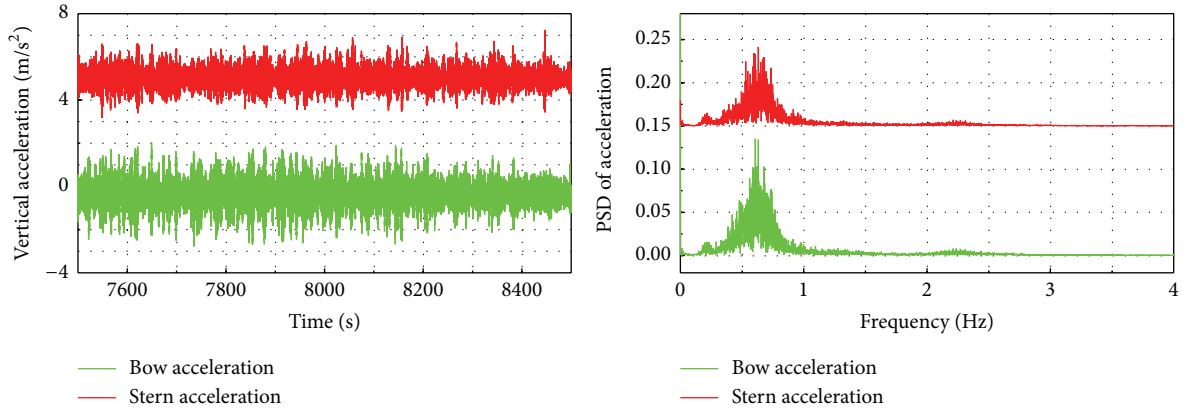 Vertical acceleration (m/s²)
8
4
0
−4
7600
7800
8000
8200
8400
Time (s)
Bow acceleration
Stern acceleration
PSD of acceleration
0.25
0.20
0.15
0.10
0.05
0.00
0
1
2
3
4
Frequency (Hz)
Bow acceleration
Stern acceleration